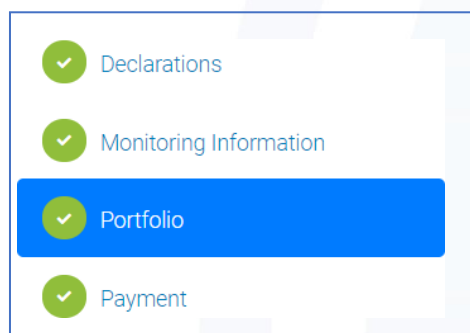 Declarations
Monitoring Information
Portfolio
Payment